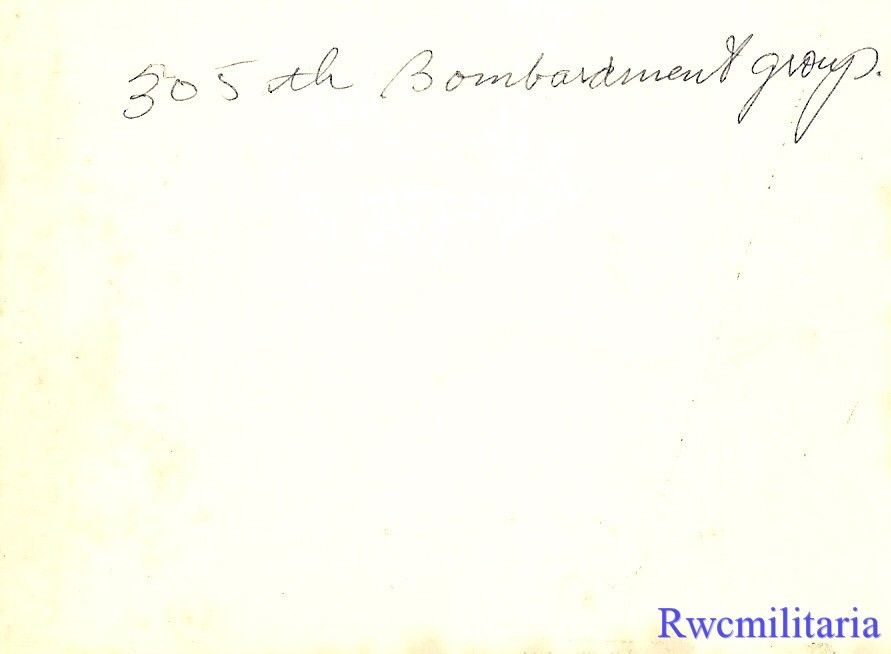 305th Bombardment group.
Rwcmilitaria